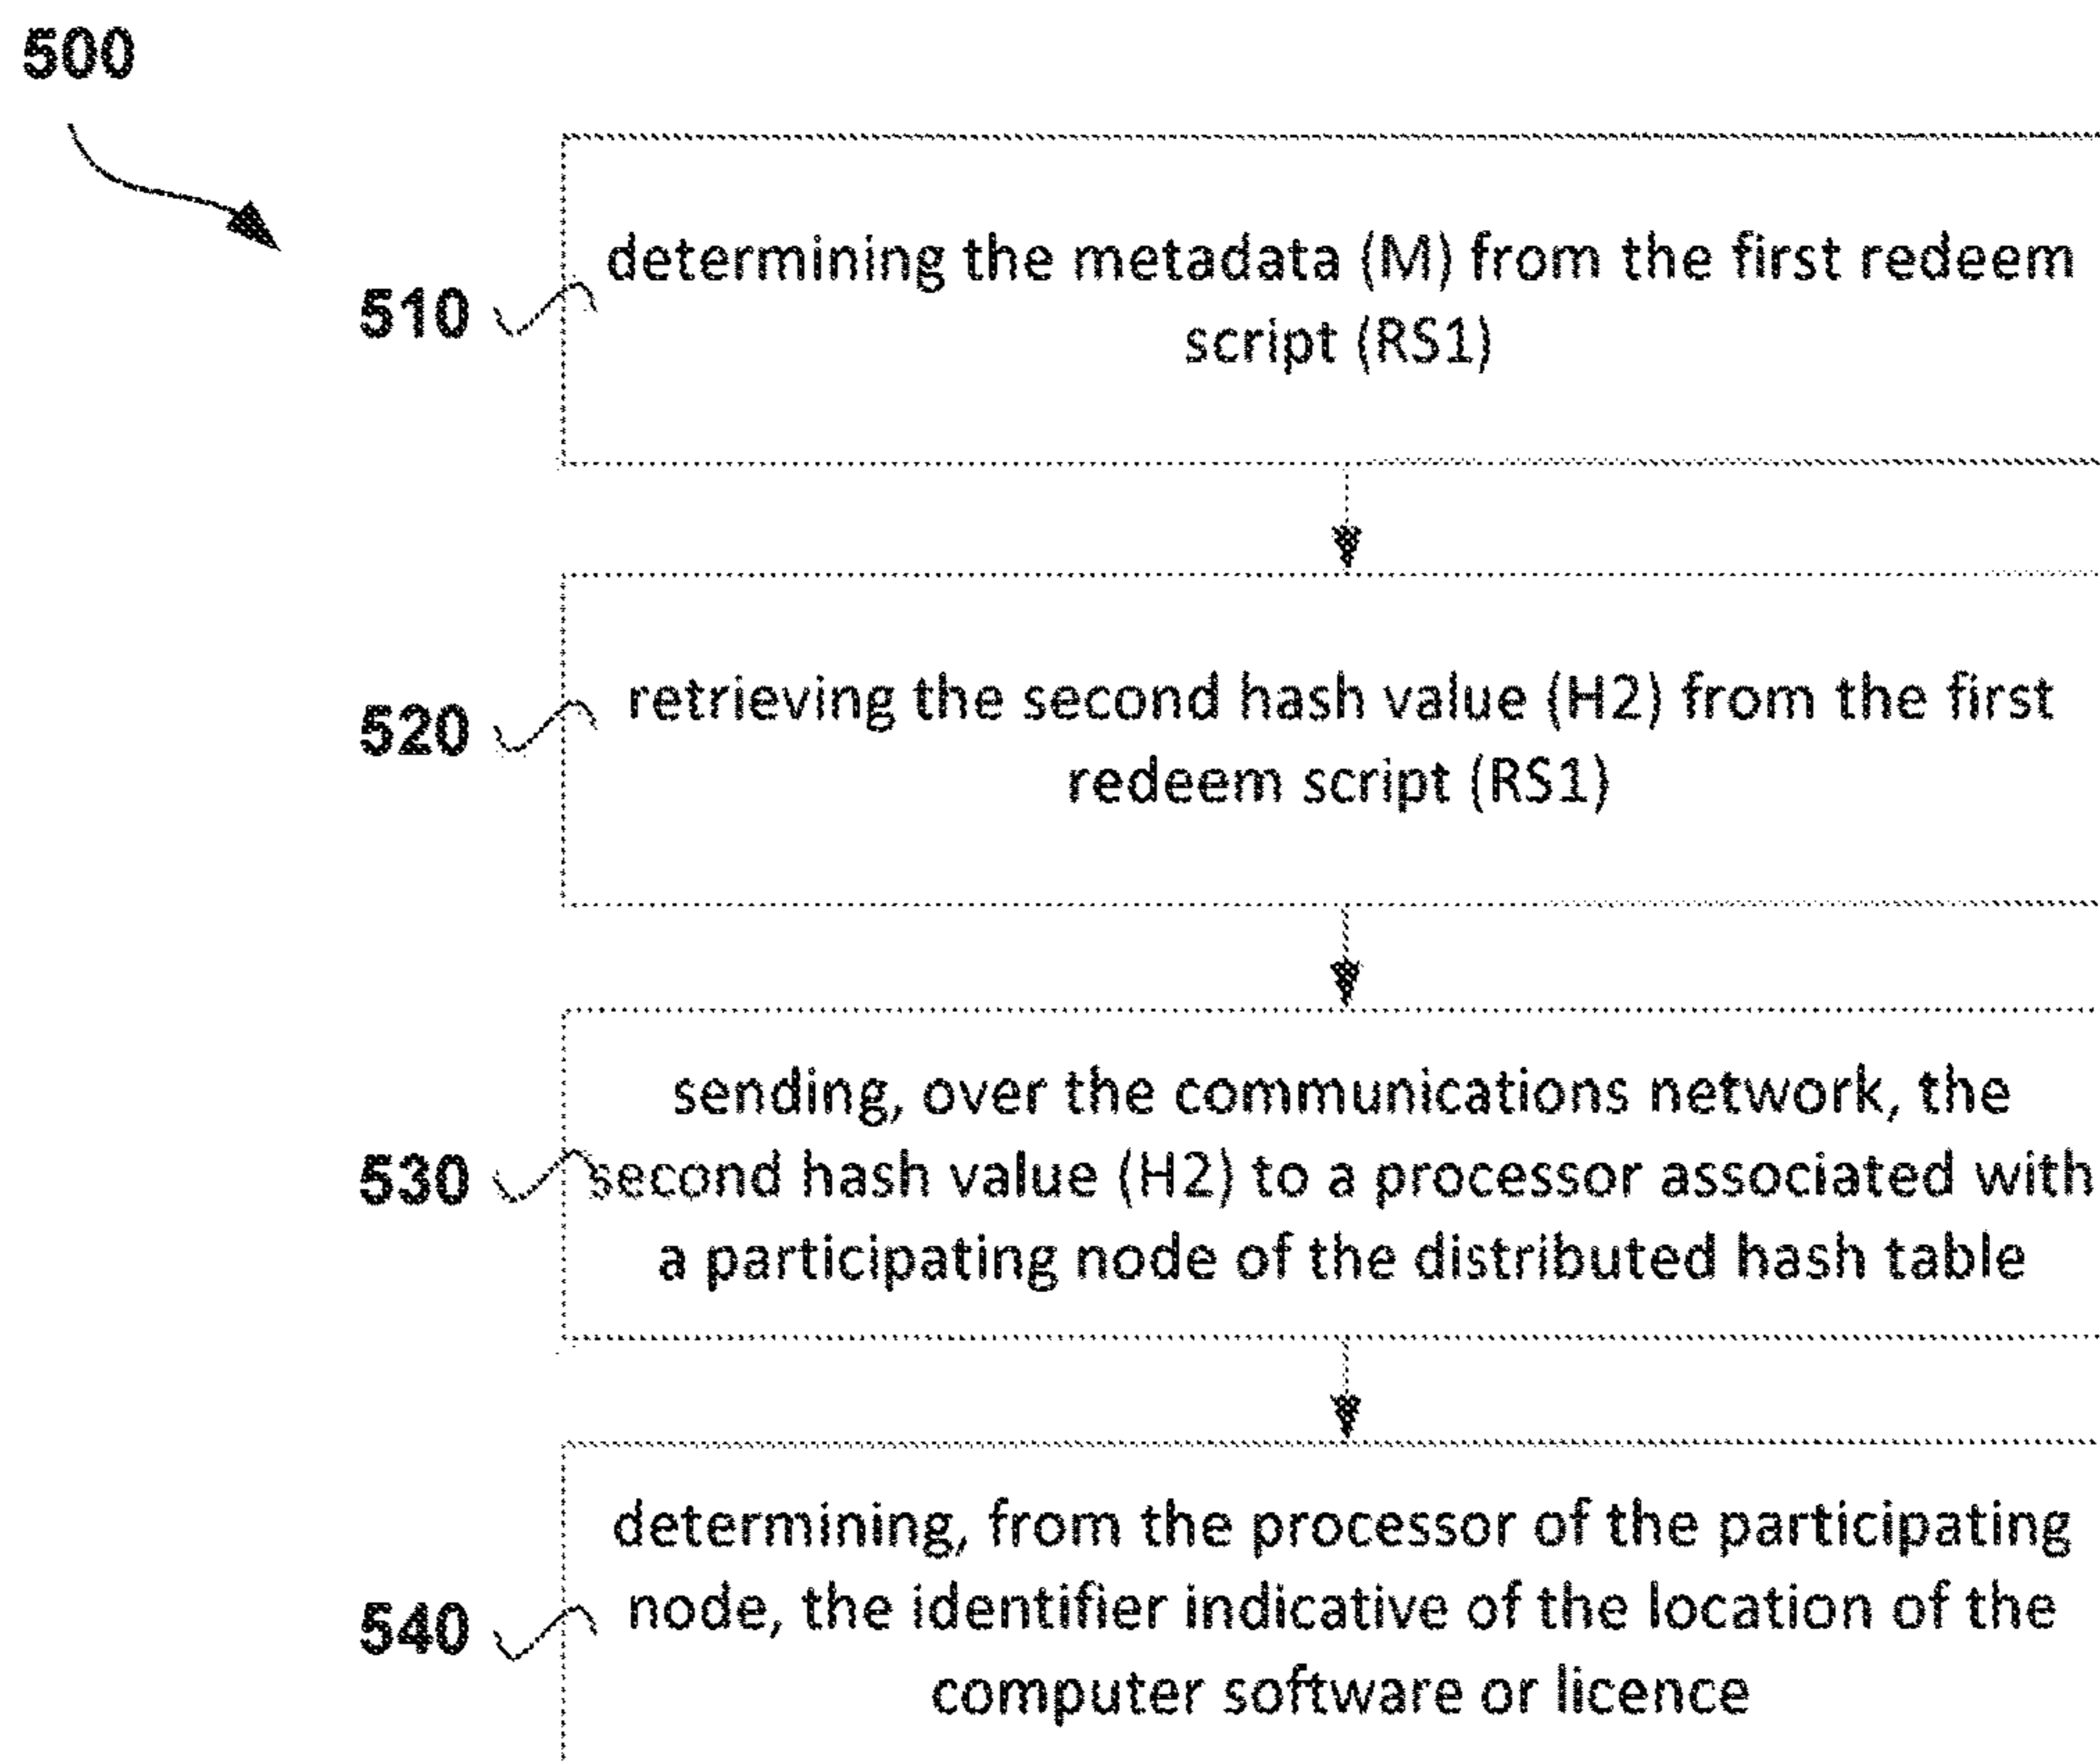 500
510
determining the metadata (M) from the first redeem
script (RS1)
520
retrieving the second hash value (H2) from the first
redeem script (RS1)
sending, over the communications network, the
530
second hash value (H2) to a processor associated with
a participating node of the distributed hash table
determining, from the processor of the participating
540
node, the identifier indicative of the location of the
computer software or licence